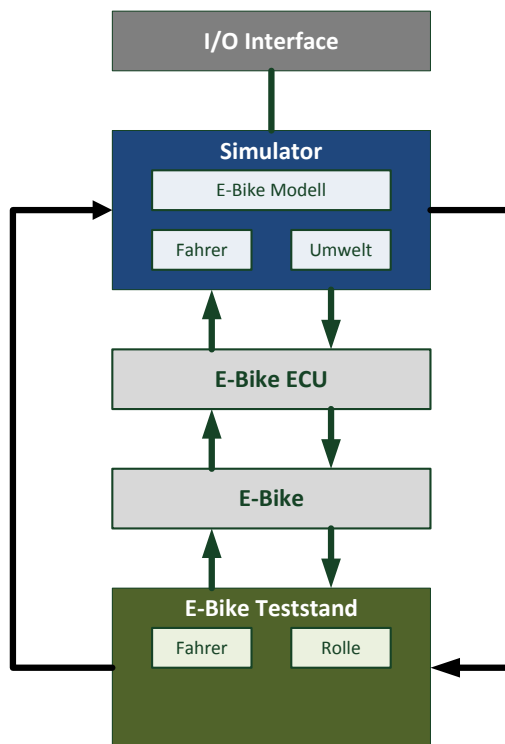 I/O Interface
Simulator
E-Bike Modell
Fahrer
Umwelt
E-Bike ECU
E-Bike
E-Bike Teststand
Fahrer
Rolle